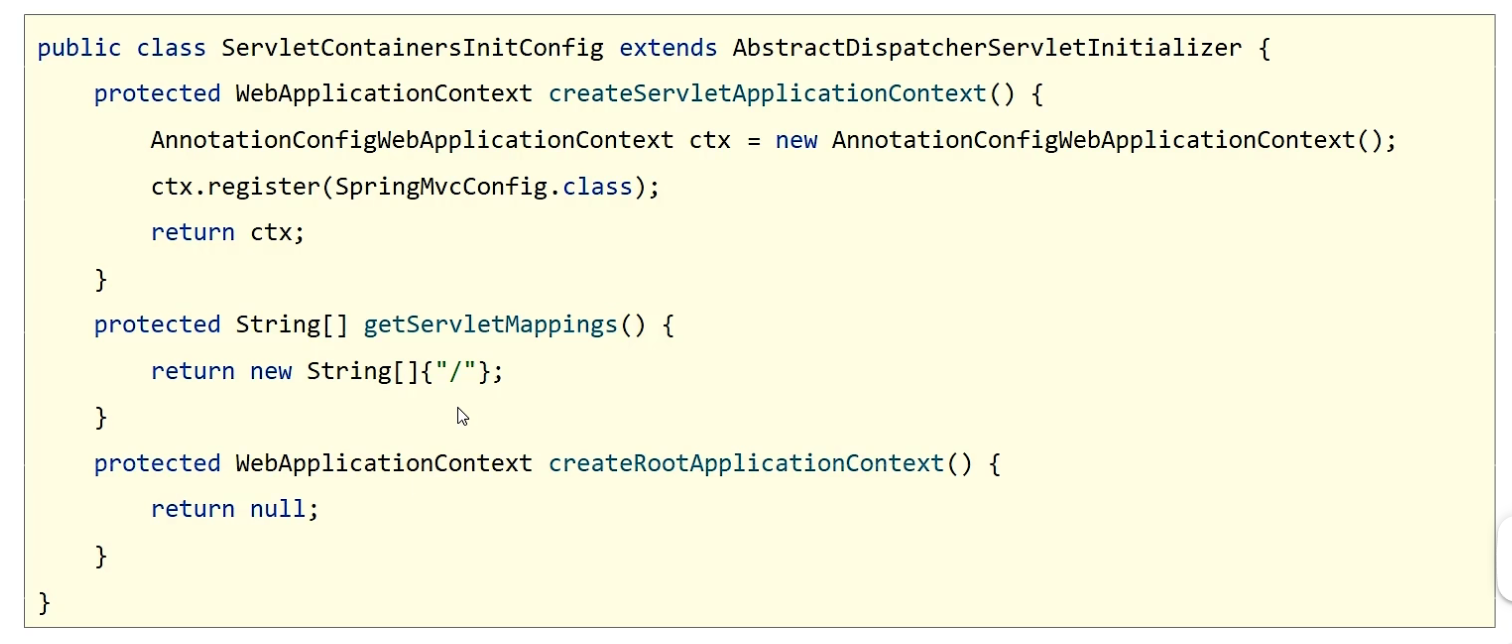 public class ServletContainersInitConfig extends AbstractDispatcherServletInitializer {
    protected WebApplicationContext createServletApplicationContext() {
        AnnotationConfigWebApplicationContext ctx = new AnnotationConfigWebApplicationContext();
        ctx.register(SpringMvcConfig.class);
        return ctx;
    }
    protected String[] getServletMappings() {
        return new String[]{"/"};
    }
    protected WebApplicationContext createRootApplicationContext() {
        return null;
    }
}